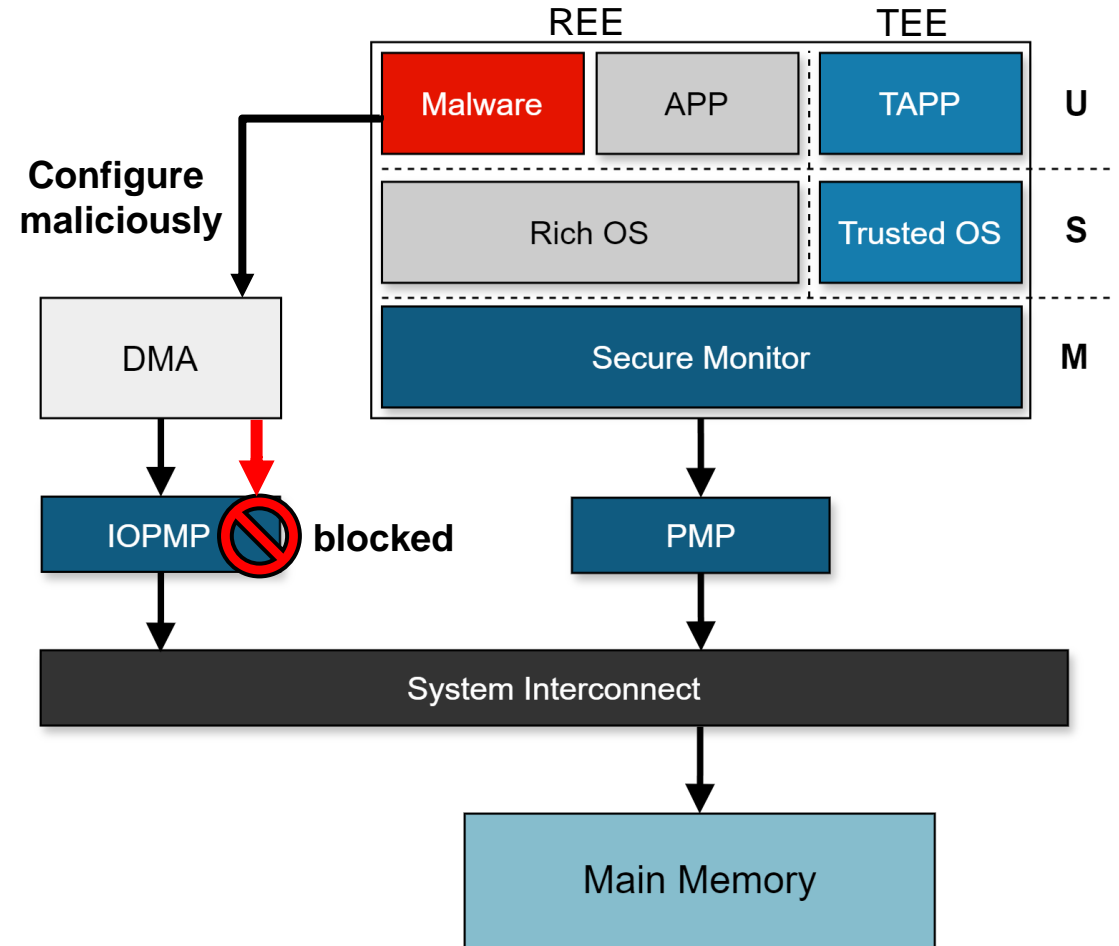 REE
TEE
Malware
APP
TAPP
U
Configure
maliciously
Rich OS
Trusted OS
S
DMA
Secure Monitor
M
IOPMP
blocked
PMP
System Interconnect
Main Memory